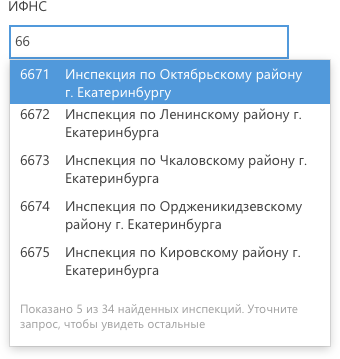 ИФНС
66
6671 Инспекция по Октябрьскому району
г. Екатеринбургу
6672 Инспекция по Ленинскому району г.
Екатеринбурга
6673 Инспекция по Чкаловскому району г.
Екатеринбурга
6674 Инспекция по Орджениκидзевскому
району г. Екатеринбурга
6675 Инспекция по Кировскому району г.
Екатеринбурга
Показано 5 из 34 найденных инспекций. Уточните
запрос, чтобы увидеть остальные